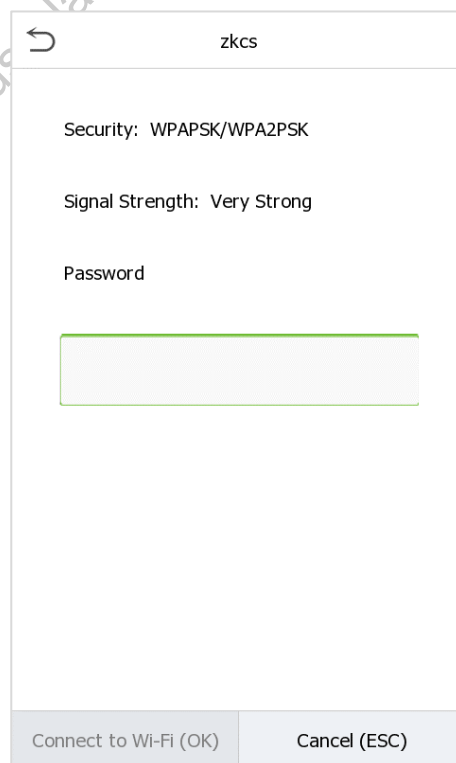 zkcs
Security: WPAPSK/WPA2PSK
Signal Strength: Very Strong
Password
Connect to Wi-Fi (OK)
Cancel (ESC)